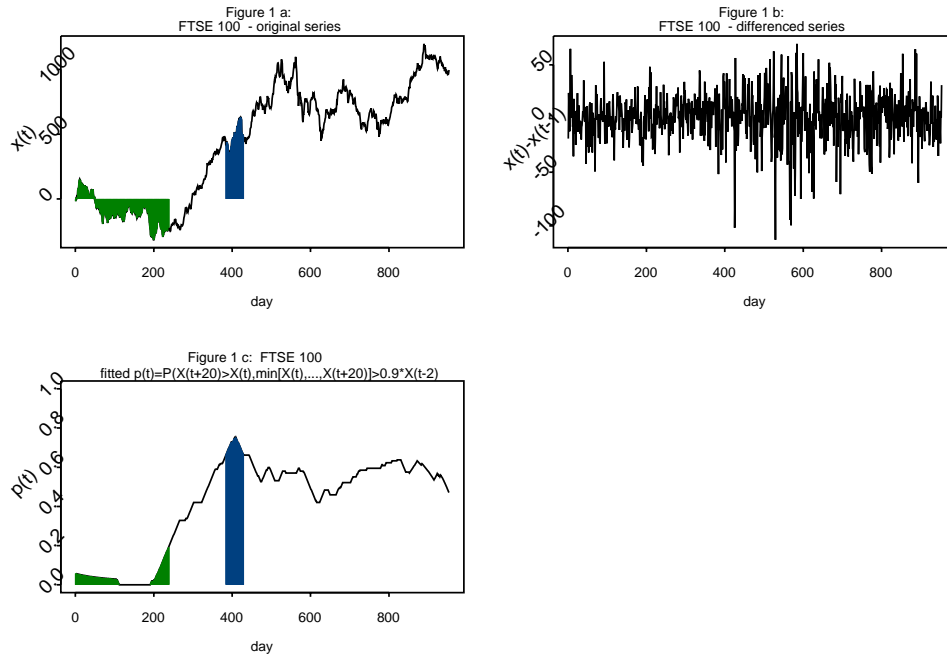 Figure 1 a:
FTSE 100 - original series
x(t)
1000
500
0
0 200 400 600 800
day
Figure 1 b:
FTSE 100 - differenced series
x(t)-x(t-1)
50
0
-50
-100
0 200 400 600 800
day
Figure 1 c: FTSE 100
fitted p(t)=P(X(t+20)>X(t),min[X(t),...,X(t+20)]>0.9*X(t-2)
p(t)
1.0
0.8
0.6
0.4
0.2
0.0
0 200 400 600 800
day